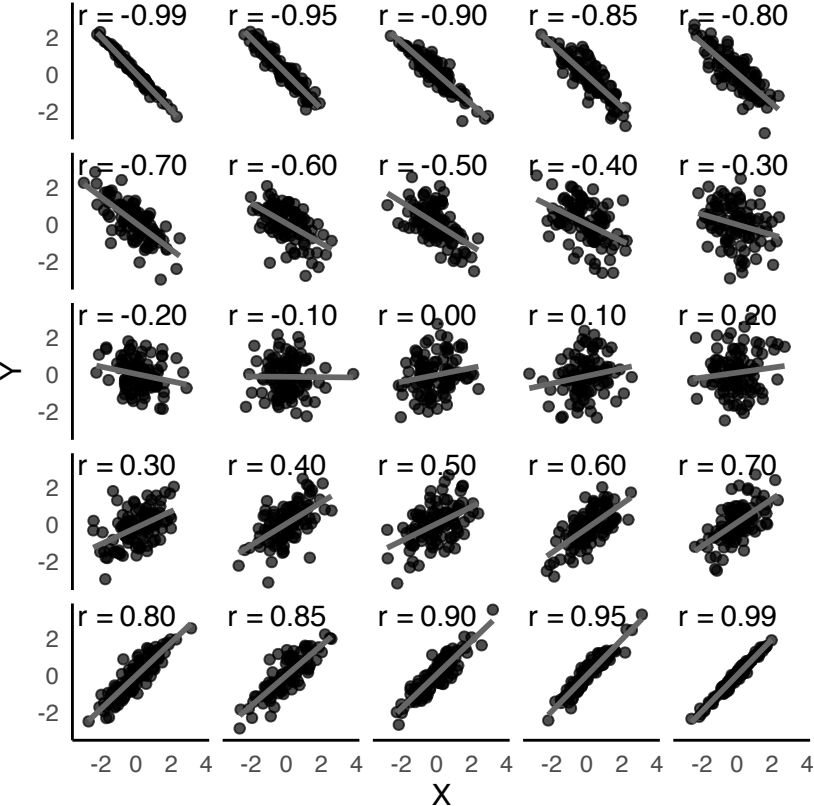 r = -0.99 r = -0.95 r = -0.90 r = -0.85 r = -0.80
2
0
-2
r = -0.70 r = -0.60 r = -0.50 r = -0.40 r = -0.30
2
0
-2
r = -0.20 r = -0.10 r = 0.00 r = 0.10 r = 0.20
2
0
-2
Y
r = 0.30 r = 0.40 r = 0.50 r = 0.60 r = 0.70
2
0
-2
r = 0.80 r = 0.85 r = 0.90 r = 0.95 r = 0.99
2
0
-2
-2 0 2 4 -2 0 2 4 -2 0 2 4 -2 0 2 4 -2 0 2 4
X